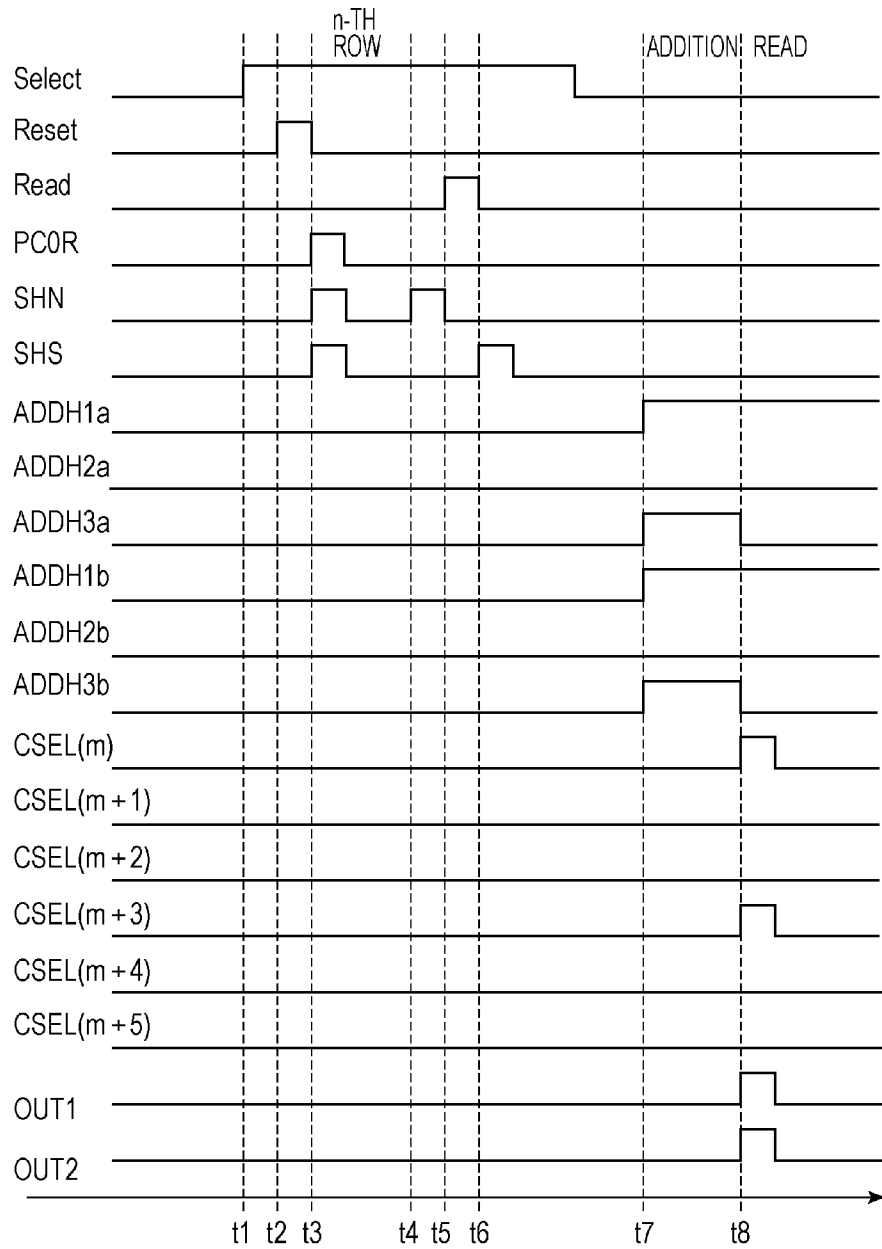 n-TH
ROW
ADDITION READ
Select
Reset
Read
PC0R
SHN
SHS
ADDH1a
ADDH2a
ADDH3a
ADDH1b
ADDH2b
ADDH3b
CSEL(m)
CSEL(m + 1)
CSEL(m + 2)
CSEL(m + 3)
CSEL(m + 4)
CSEL(m + 5)
OUT1
OUT2
t1 t2 t3 t4 t5 t6 t7 t8